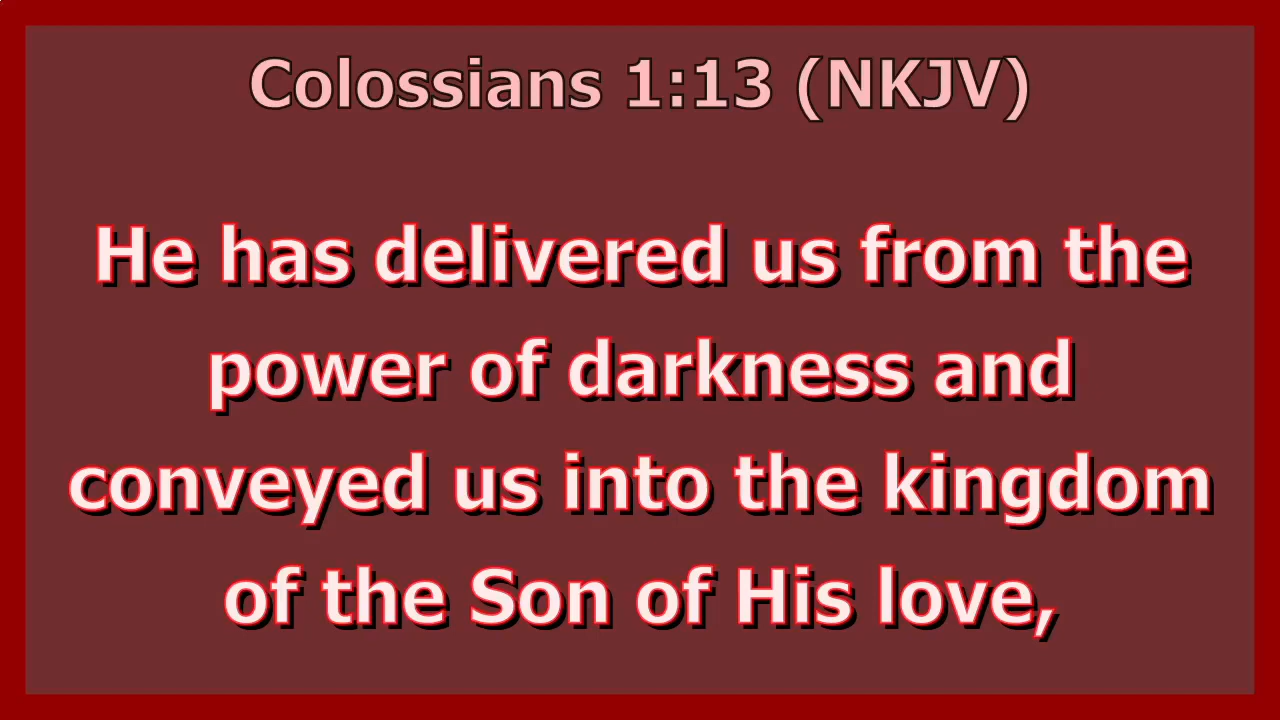 Colossians 1:13 (NKJV)
He has delivered us from the
power of darkness and
conveyed us into the kingdom
of the Son of His love,